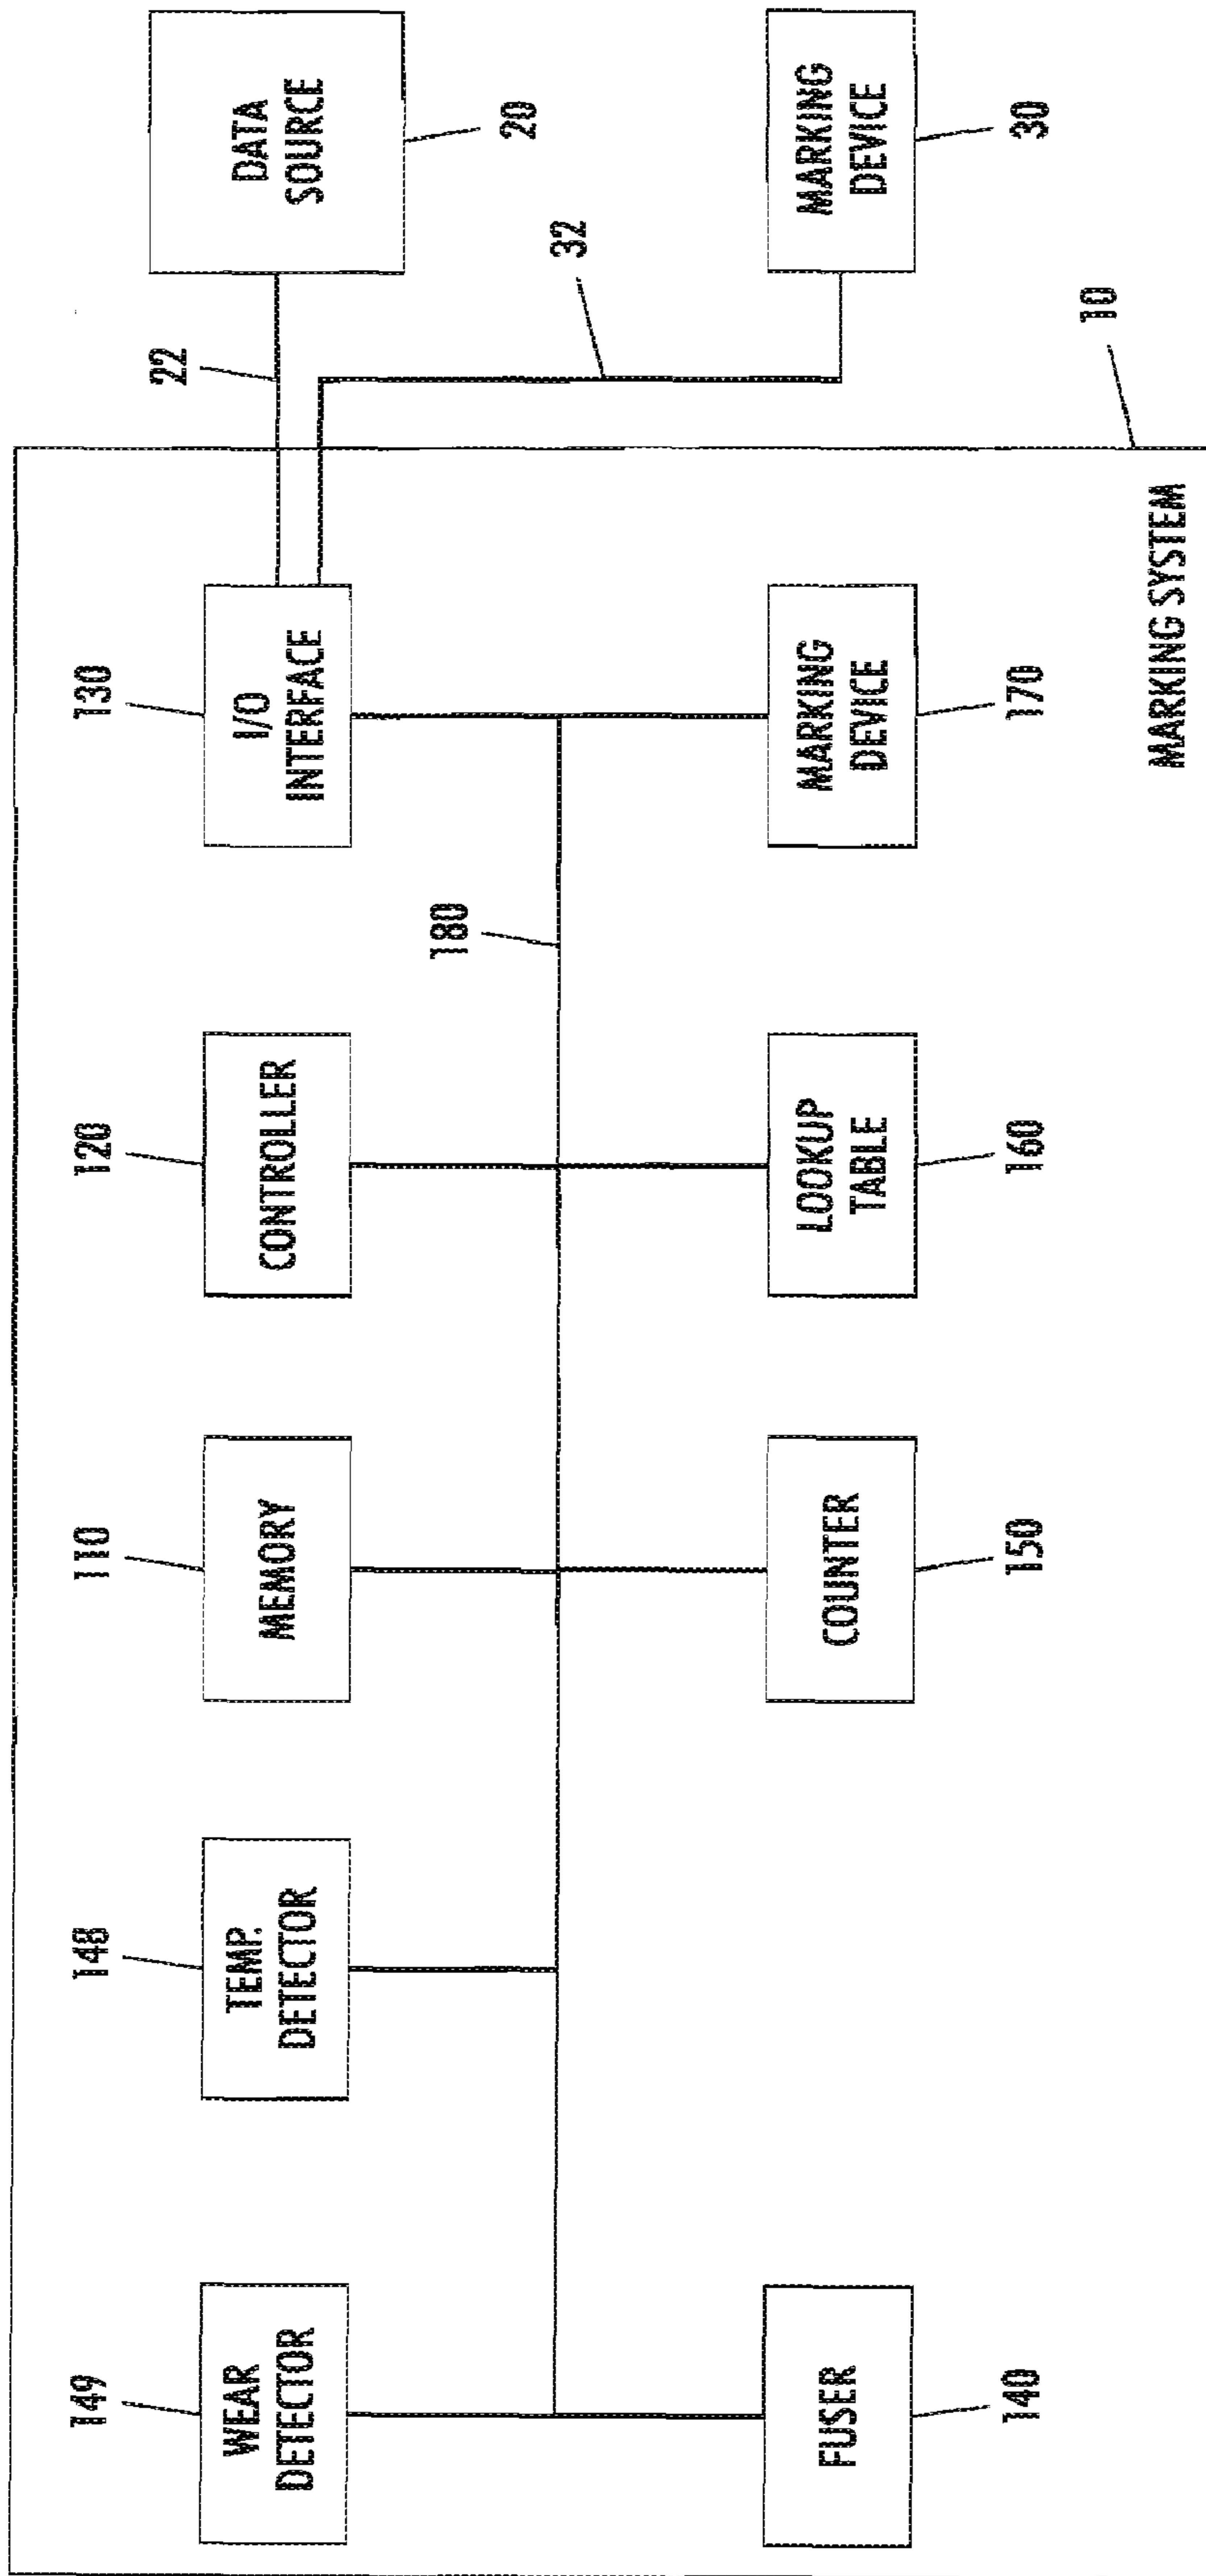 149
WEAR
DETECTOR
148
TEMP.
DETECTOR
110
MEMORY
120
CONTROLLER
130
I/O
INTERFACE
22
DATA
SOURCE
20
180
32
FUSER
140
COUNTER
150
LOOKUP
TABLE
160
MARKING
DEVICE
170
MARKING
DEVICE
30
10
MARKING SYSTEM